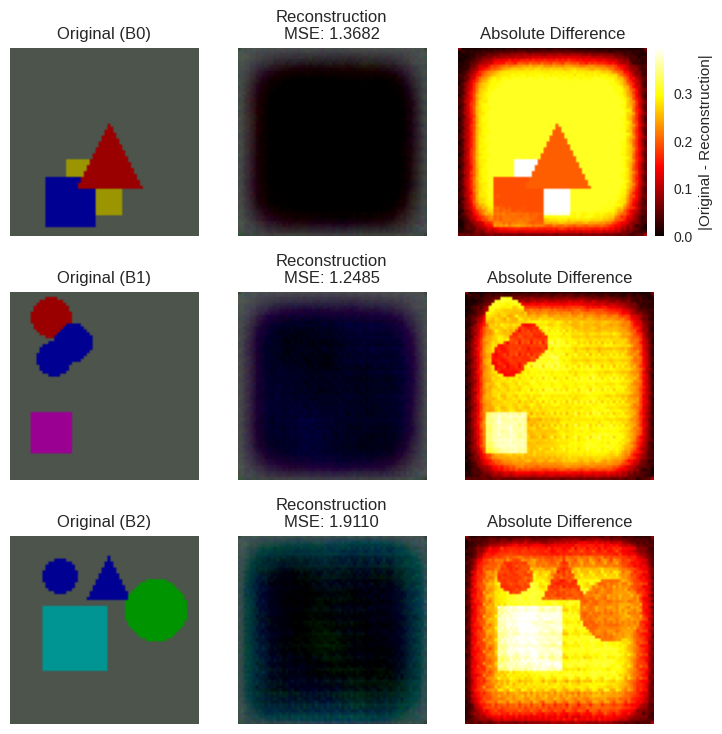 Original (B0)
Reconstruction
MSE: 1.3682
Absolute Difference
0.3
0.2
0.1
0.0
|Original - Reconstruction|
Original (B1)
Reconstruction
MSE: 1.2485
Absolute Difference
Original (B2)
Reconstruction
MSE: 1.9110
Absolute Difference